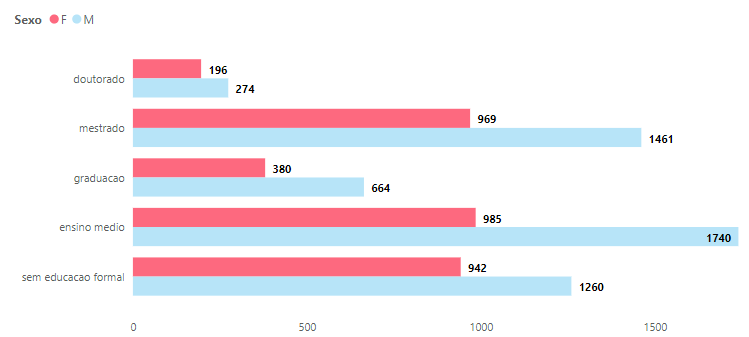 Sexo F M
doutorado
196
274
mestrado
969
1461
graduacao
380
664
ensino medio
985
1740
sem educacao formal
942
1260
0 500 1000 1500